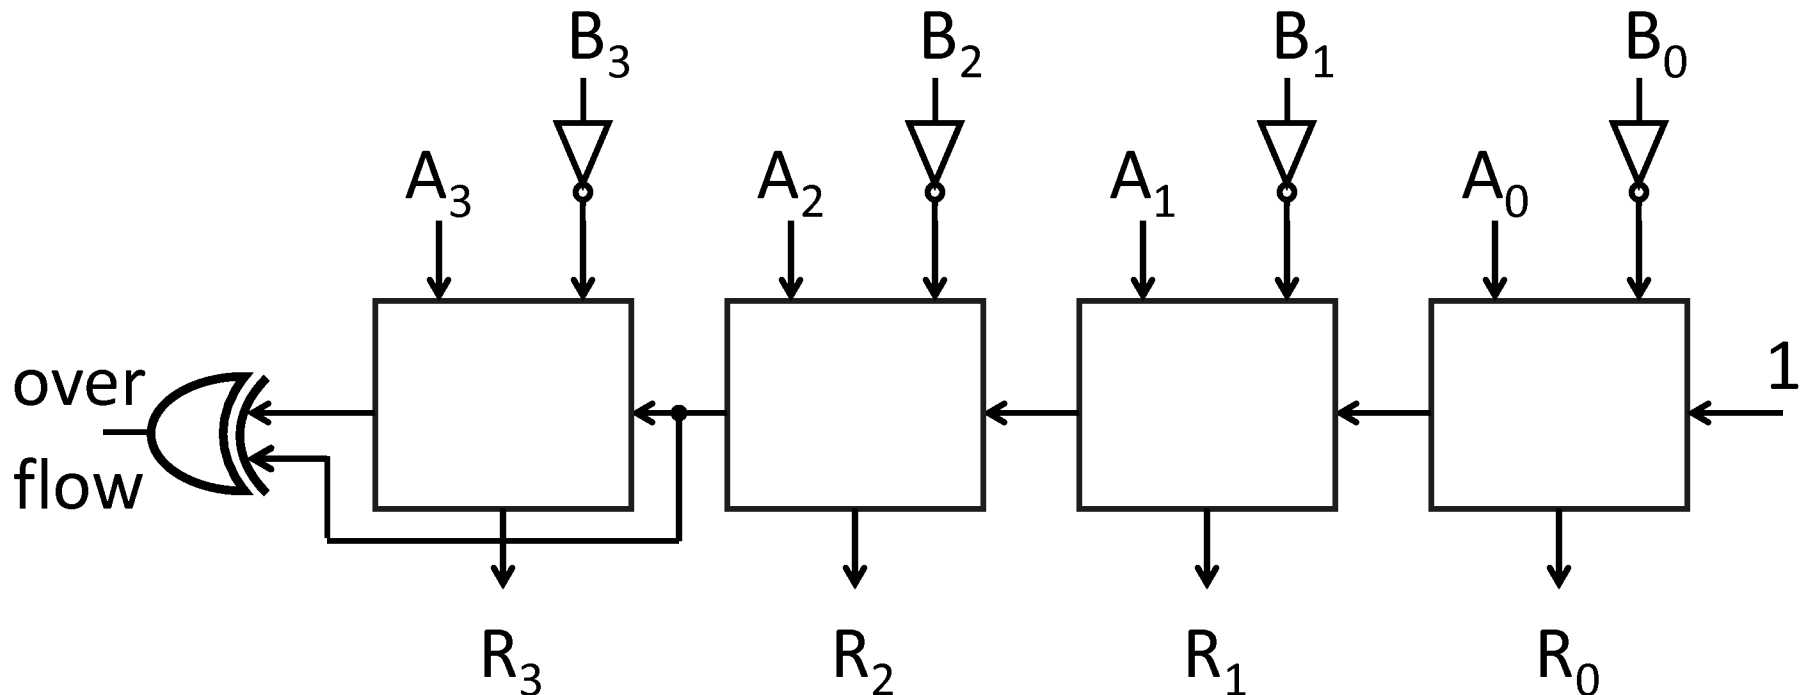 B₃ B₂ B₁ B₀
A₃ A₂ A₁ A₀
1
over
flow
R₃ R₂ R₁ R₀